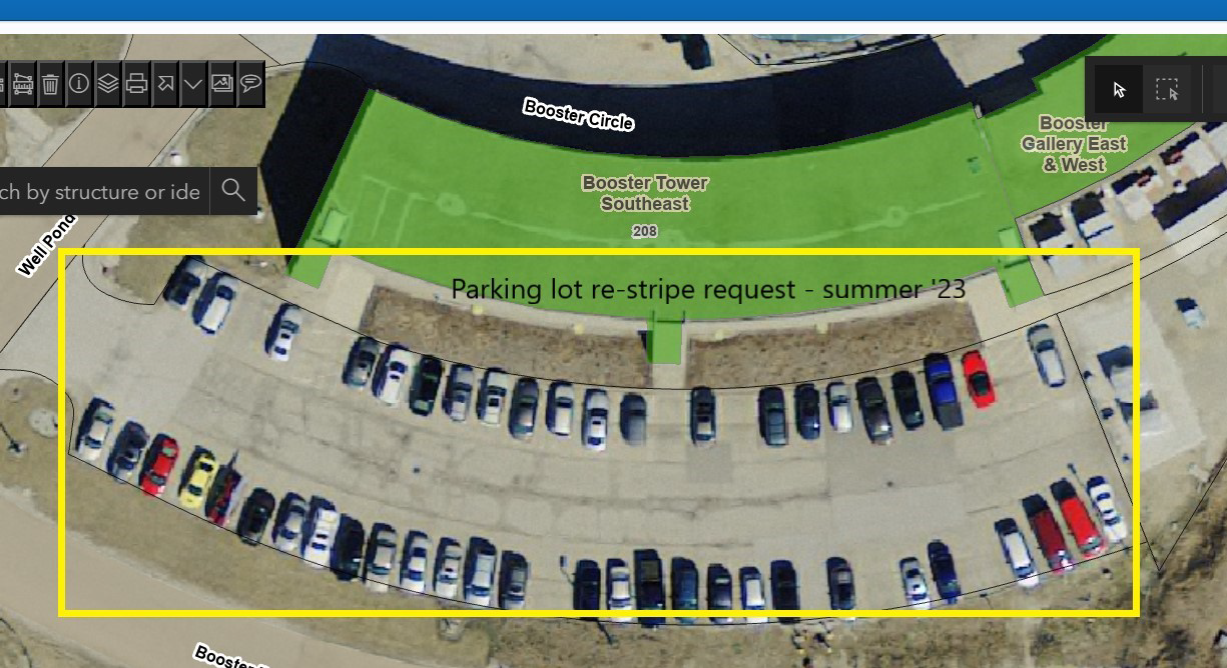 Booster Circle
Booster
Gallery East
& West
Booster Tower
Southeast
208
ch by structure or ide
Well Pond
Parking lot re-stripe request - summer '23
Booster